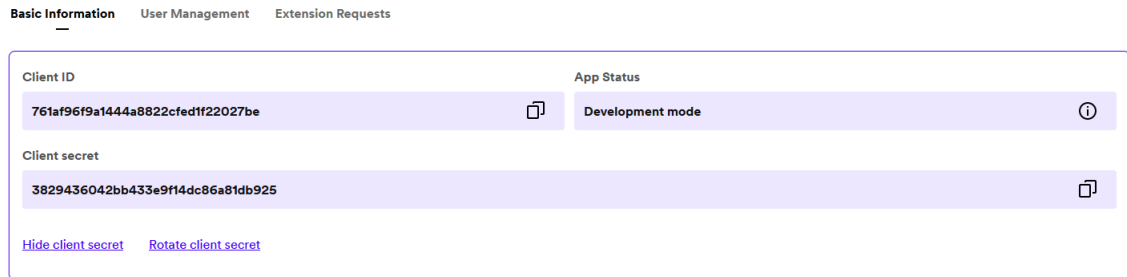 Basic Information User Management Extension Requests
Client ID App Status
761af96f9a1444a8822cfed1f22027be Development mode
Client secret
3829436042bb433e9f14dc86a81db925
Hide client secret Rotate client secret